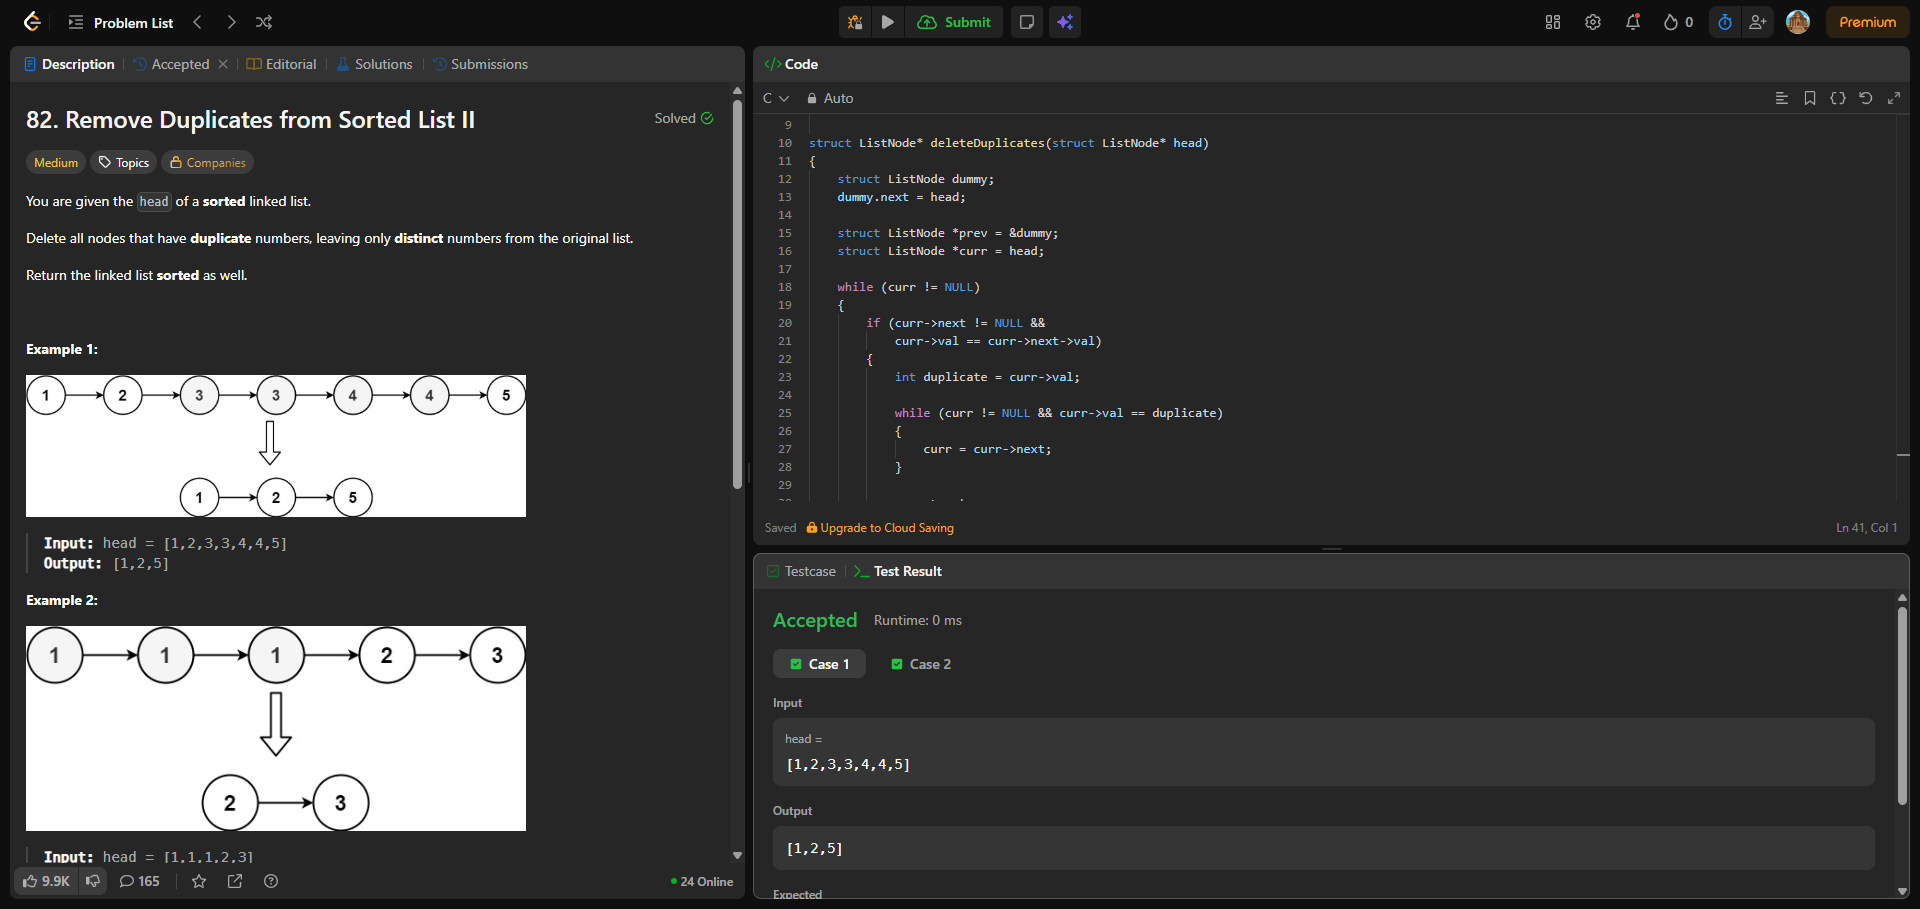 Problem List
Submit
0
Premium
Description
Accepted
Editorial
Solutions
Submissions
82. Remove Duplicates from Sorted List II
Solved
Medium
Topics
Companies
You are given the head of a sorted linked list.
Delete all nodes that have duplicate numbers, leaving only distinct numbers from the original list.
Return the linked list sorted as well.
Example 1:
1 2 3 3 4 4 5
1 2 5
Input: head = [1,2,3,3,4,4,5]
Output: [1,2,5]
Example 2:
1 1 1 2 3
2 3
Input: head = [1,1,1,2,3]
9.9K
165
24 Online
</> Code
C
Auto
9
10 struct ListNode* deleteDuplicates(struct ListNode* head)
11 {
12 struct ListNode dummy;
13 dummy.next = head;
14
15 struct ListNode *prev = &dummy;
16 struct ListNode *curr = head;
17
18 while (curr != NULL)
19 {
20 if (curr->next != NULL &&
21 curr->val == curr->next->val)
22 {
23 int duplicate = curr->val;
24
25 while (curr != NULL && curr->val == duplicate)
26 {
27 curr = curr->next;
28 }
29
Saved
Upgrade to Cloud Saving
Ln 41, Col 1
Testcase
Test Result
Accepted
Runtime: 0 ms
Case 1
Case 2
Input
head =
[1,2,3,3,4,4,5]
Output
[1,2,5]
Expected